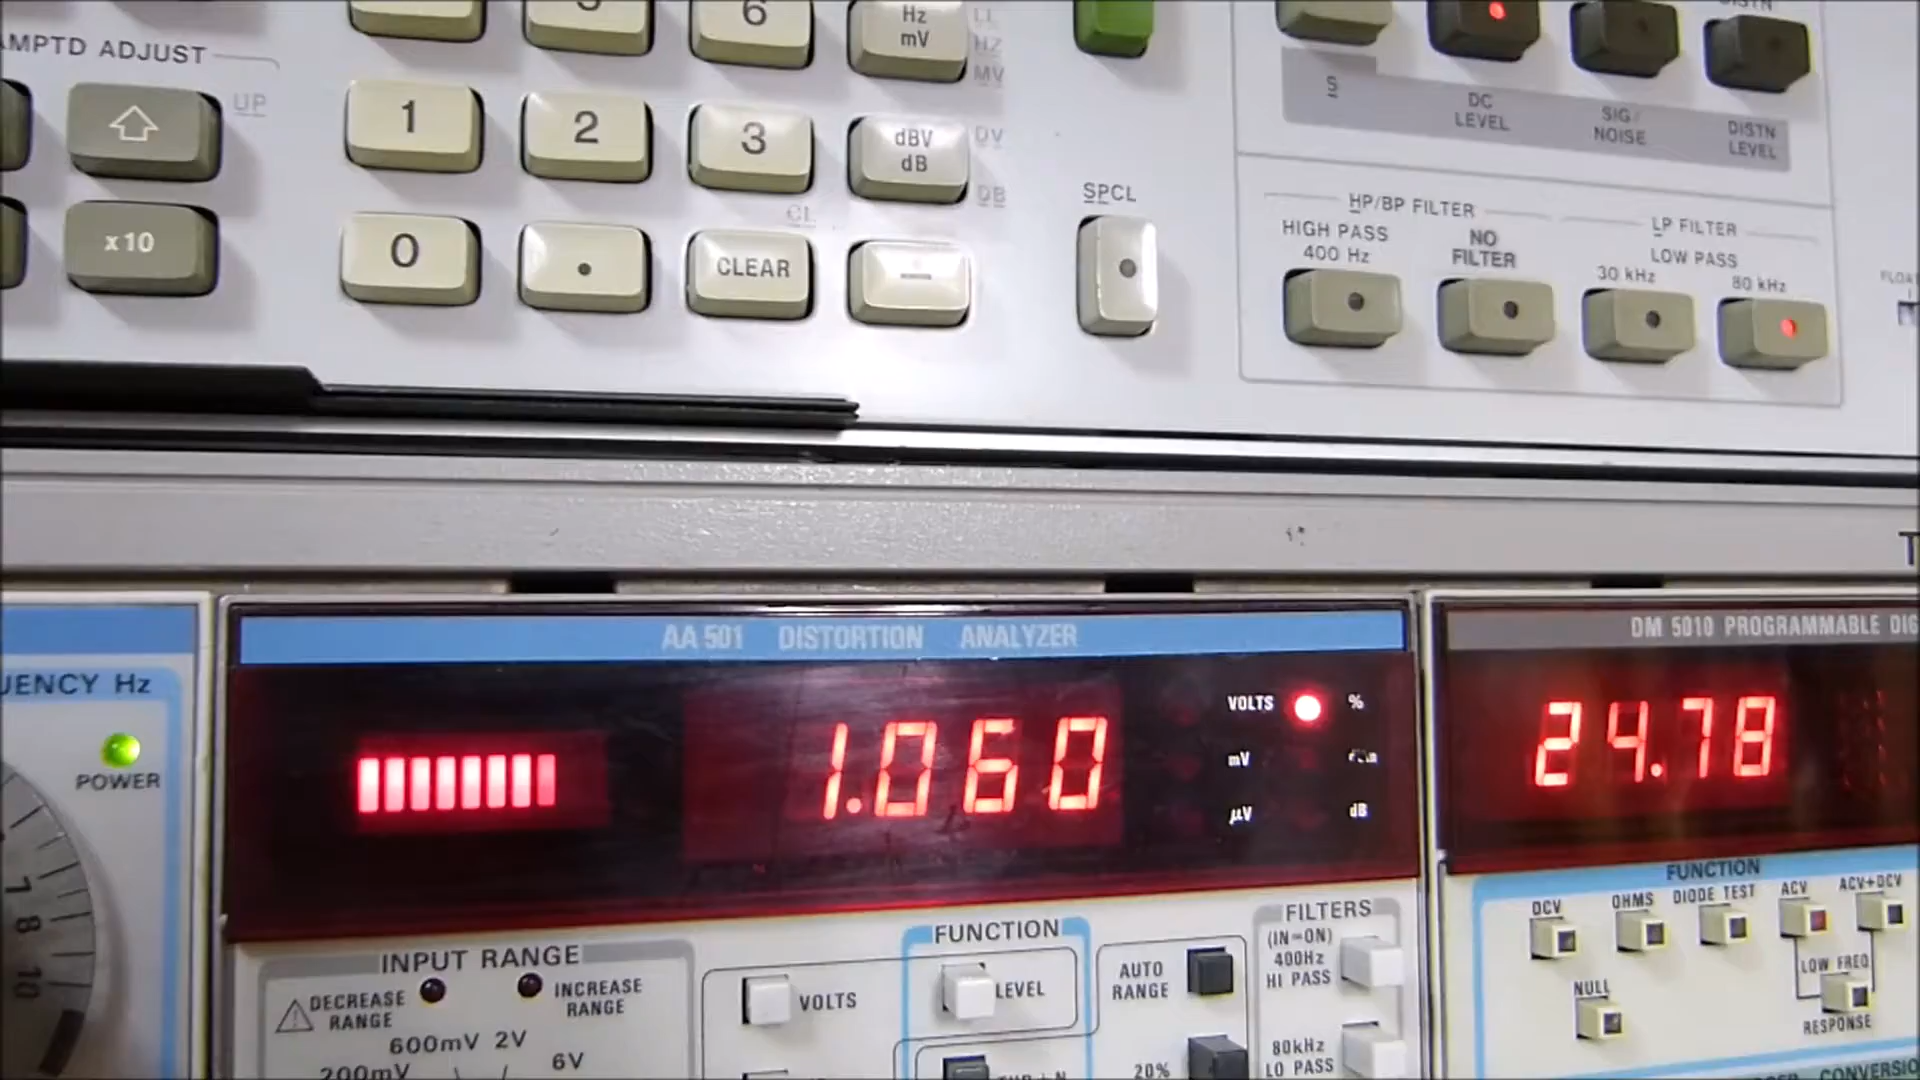 6
Hz
mV
LL
HZ
MV
DISTN
AMPTD ADJUST
UP
1
2
3
dBV
dB
DV
DB
S
DC
LEVEL
SIG/
NOISE
DISTN
LEVEL
x10
0
.
CL
CLEAR
-
SPCL
HP/BP FILTER
LP FILTER
HIGH PASS
400 Hz
NO
FILTER
LOW PASS
30 kHz
80 kHz
AA 501 DISTORTION ANALYZER
DM 5010 PROGRAMMABLE DIG
UENCY Hz
POWER
7
8
10
1.060
VOLTS
%
mV
μV
dB
24.78
INPUT RANGE
DECREASE
RANGE
INCREASE
RANGE
600mV
2V
200mV
6V
VOLTS
FUNCTION
LEVEL
THD+N
AUTO
RANGE
20%
FILTERS
(IN=ON)
400Hz
HI PASS
80kHz
LO PASS
FUNCTION
DCV
OHMS
DIODE TEST
ACV
ACV+DCV
LOW FREQ
NULL
RESPONSE